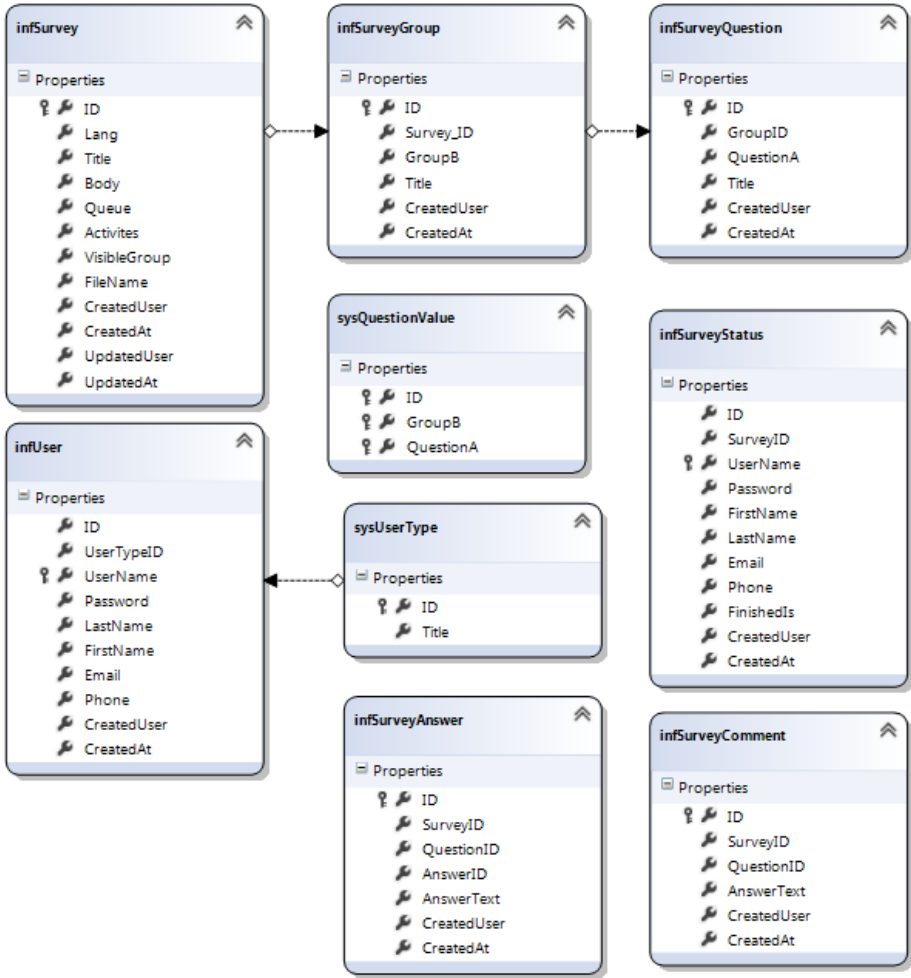 infSurvey
Properties
ID
Lang
Title
Body
Queue
Activites
VisibleGroup
FileName
CreatedUser
CreatedAt
UpdatedUser
UpdatedAt
infSurveyGroup
Properties
ID
Survey_ID
GroupB
Title
CreatedUser
CreatedAt
infSurveyQuestion
Properties
ID
GroupID
QuestionA
Title
CreatedUser
CreatedAt
sysQuestionValue
Properties
ID
GroupB
QuestionA
infSurveyStatus
Properties
ID
SurveyID
UserName
Password
FirstName
LastName
Email
Phone
FinishedIs
CreatedUser
CreatedAt
infUser
Properties
ID
UserTypeID
UserName
Password
LastName
FirstName
Email
Phone
CreatedUser
CreatedAt
sysUserType
Properties
ID
Title
infSurveyAnswer
Properties
ID
SurveyID
QuestionID
AnswerID
AnswerText
CreatedUser
CreatedAt
infSurveyComment
Properties
ID
SurveyID
QuestionID
AnswerText
CreatedUser
CreatedAt